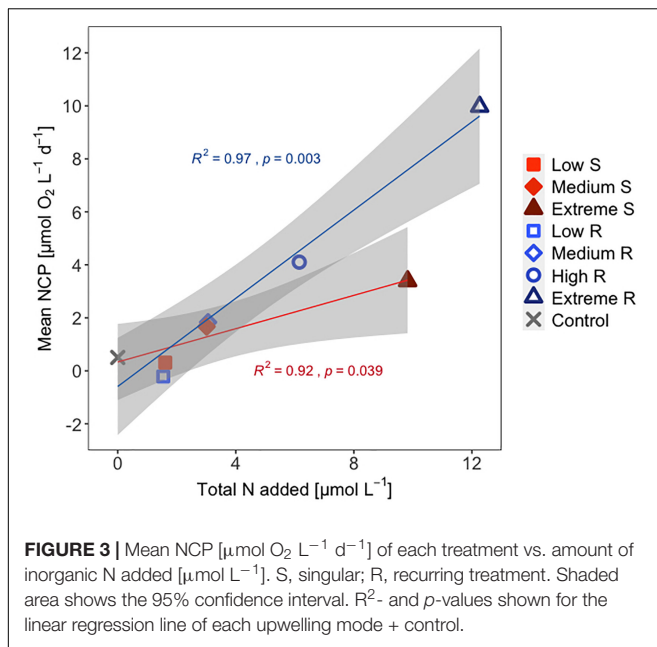 12
10
8
6
4
2
0
-2
Mean NCP [µmol O₂ L⁻¹ d⁻¹]
R² = 0.97 , p = 0.003
R² = 0.92 , p = 0.039
0 4 8 12
Total N added [µmol L⁻¹]
Low S
Medium S
Extreme S
Low R
Medium R
High R
Extreme R
Control
FIGURE 3 | Mean NCP [µmol O₂ L⁻¹ d⁻¹] of each treatment vs. amount of
inorganic N added [µmol L⁻¹]. S, singular; R, recurring treatment. Shaded
area shows the 95% confidence interval. R²- and p-values shown for the
linear regression line of each upwelling mode + control.